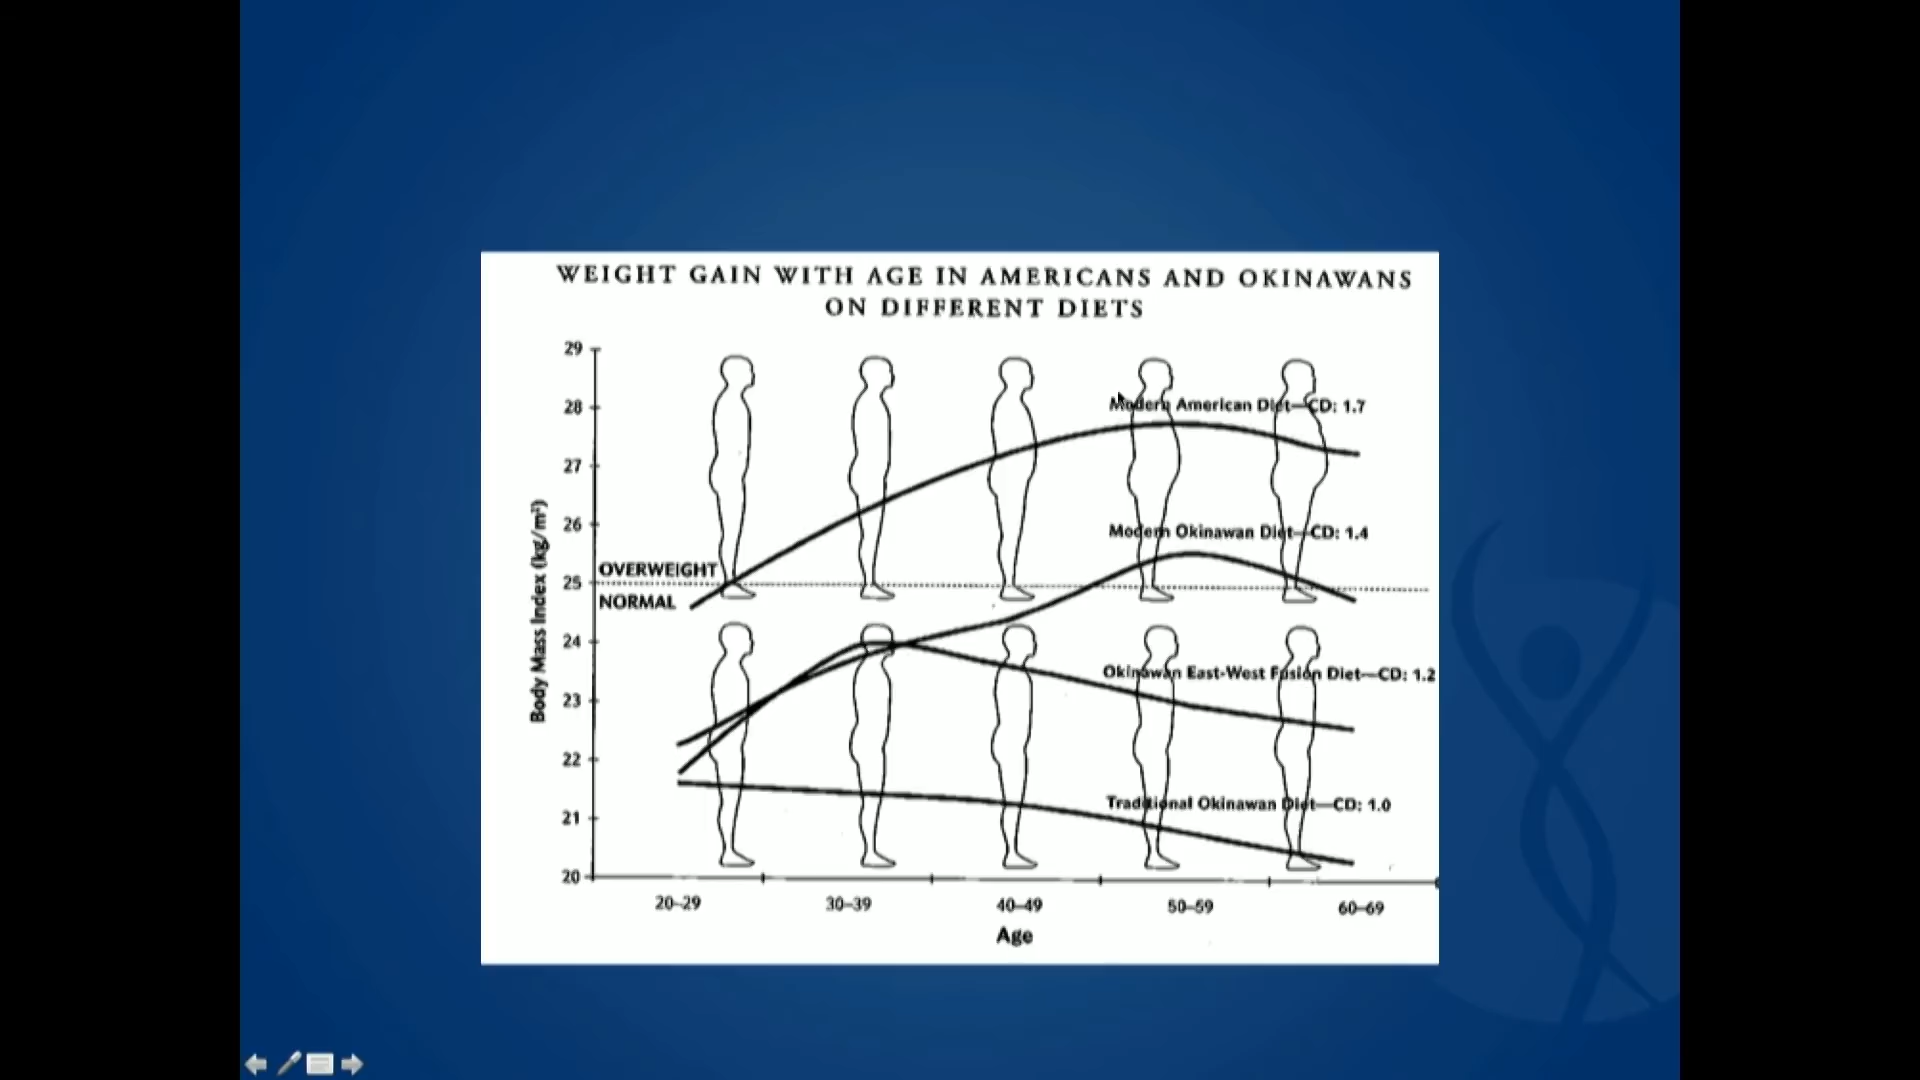 WEIGHT GAIN WITH AGE IN AMERICANS AND OKINAWANS
ON DIFFERENT DIETS
29
28
27
26
25
24
23
22
21
20
Body Mass Index (kg/m²)
OVERWEIGHT
NORMAL
Modern American Diet—CD: 1.7
Modern Okinawan Diet—CD: 1.4
Okinawan East-West Fusion Diet—CD: 1.2
Traditional Okinawan Diet—CD: 1.0
20–29 30–39 40–49 50–59 60–69
Age